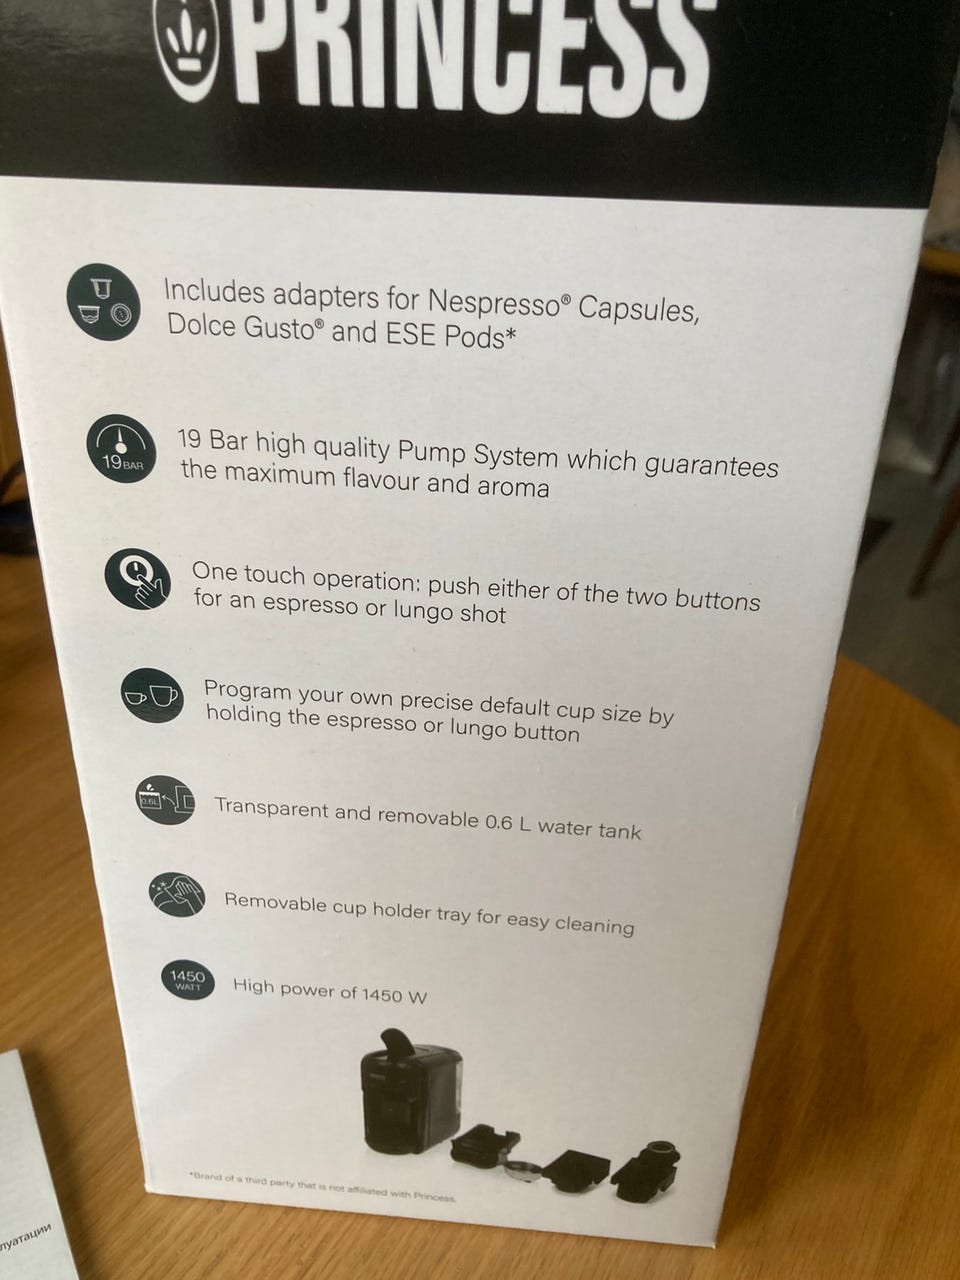 PRINCESS
Includes adapters for Nespresso® Capsules,
Dolce Gusto® and ESE Pods*
19 BAR
19 Bar high quality Pump System which guarantees
the maximum flavour and aroma
One touch operation: push either of the two buttons
for an espresso or lungo shot
Program your own precise default cup size by
holding the espresso or lungo button
0.6L
Transparent and removable 0.6 L water tank
Removable cup holder tray for easy cleaning
1450
WATT
High power of 1450 W
*Brand of a third party that is not affiliated with Princess.